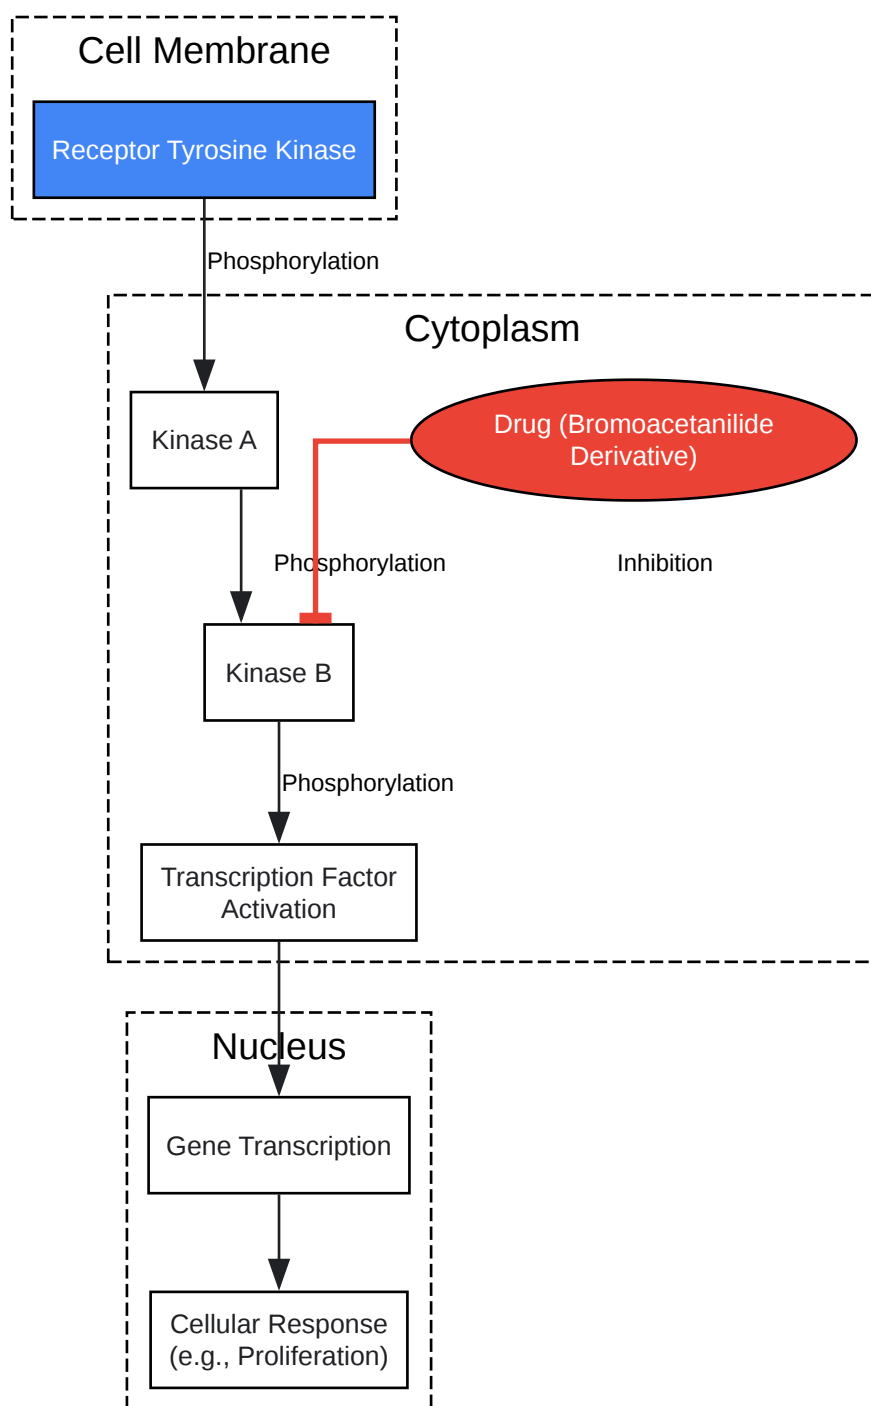 Cell Membrane
Receptor Tyrosine Kinase
Phosphorylation
Cytoplasm
Kinase A
Drug (Bromoacetanilide
Derivative)
Phosphorylation
Inhibition
Kinase B
Phosphorylation
Transcription Factor
Activation
Nucleus
Gene Transcription
Cellular Response
(e.g., Proliferation)